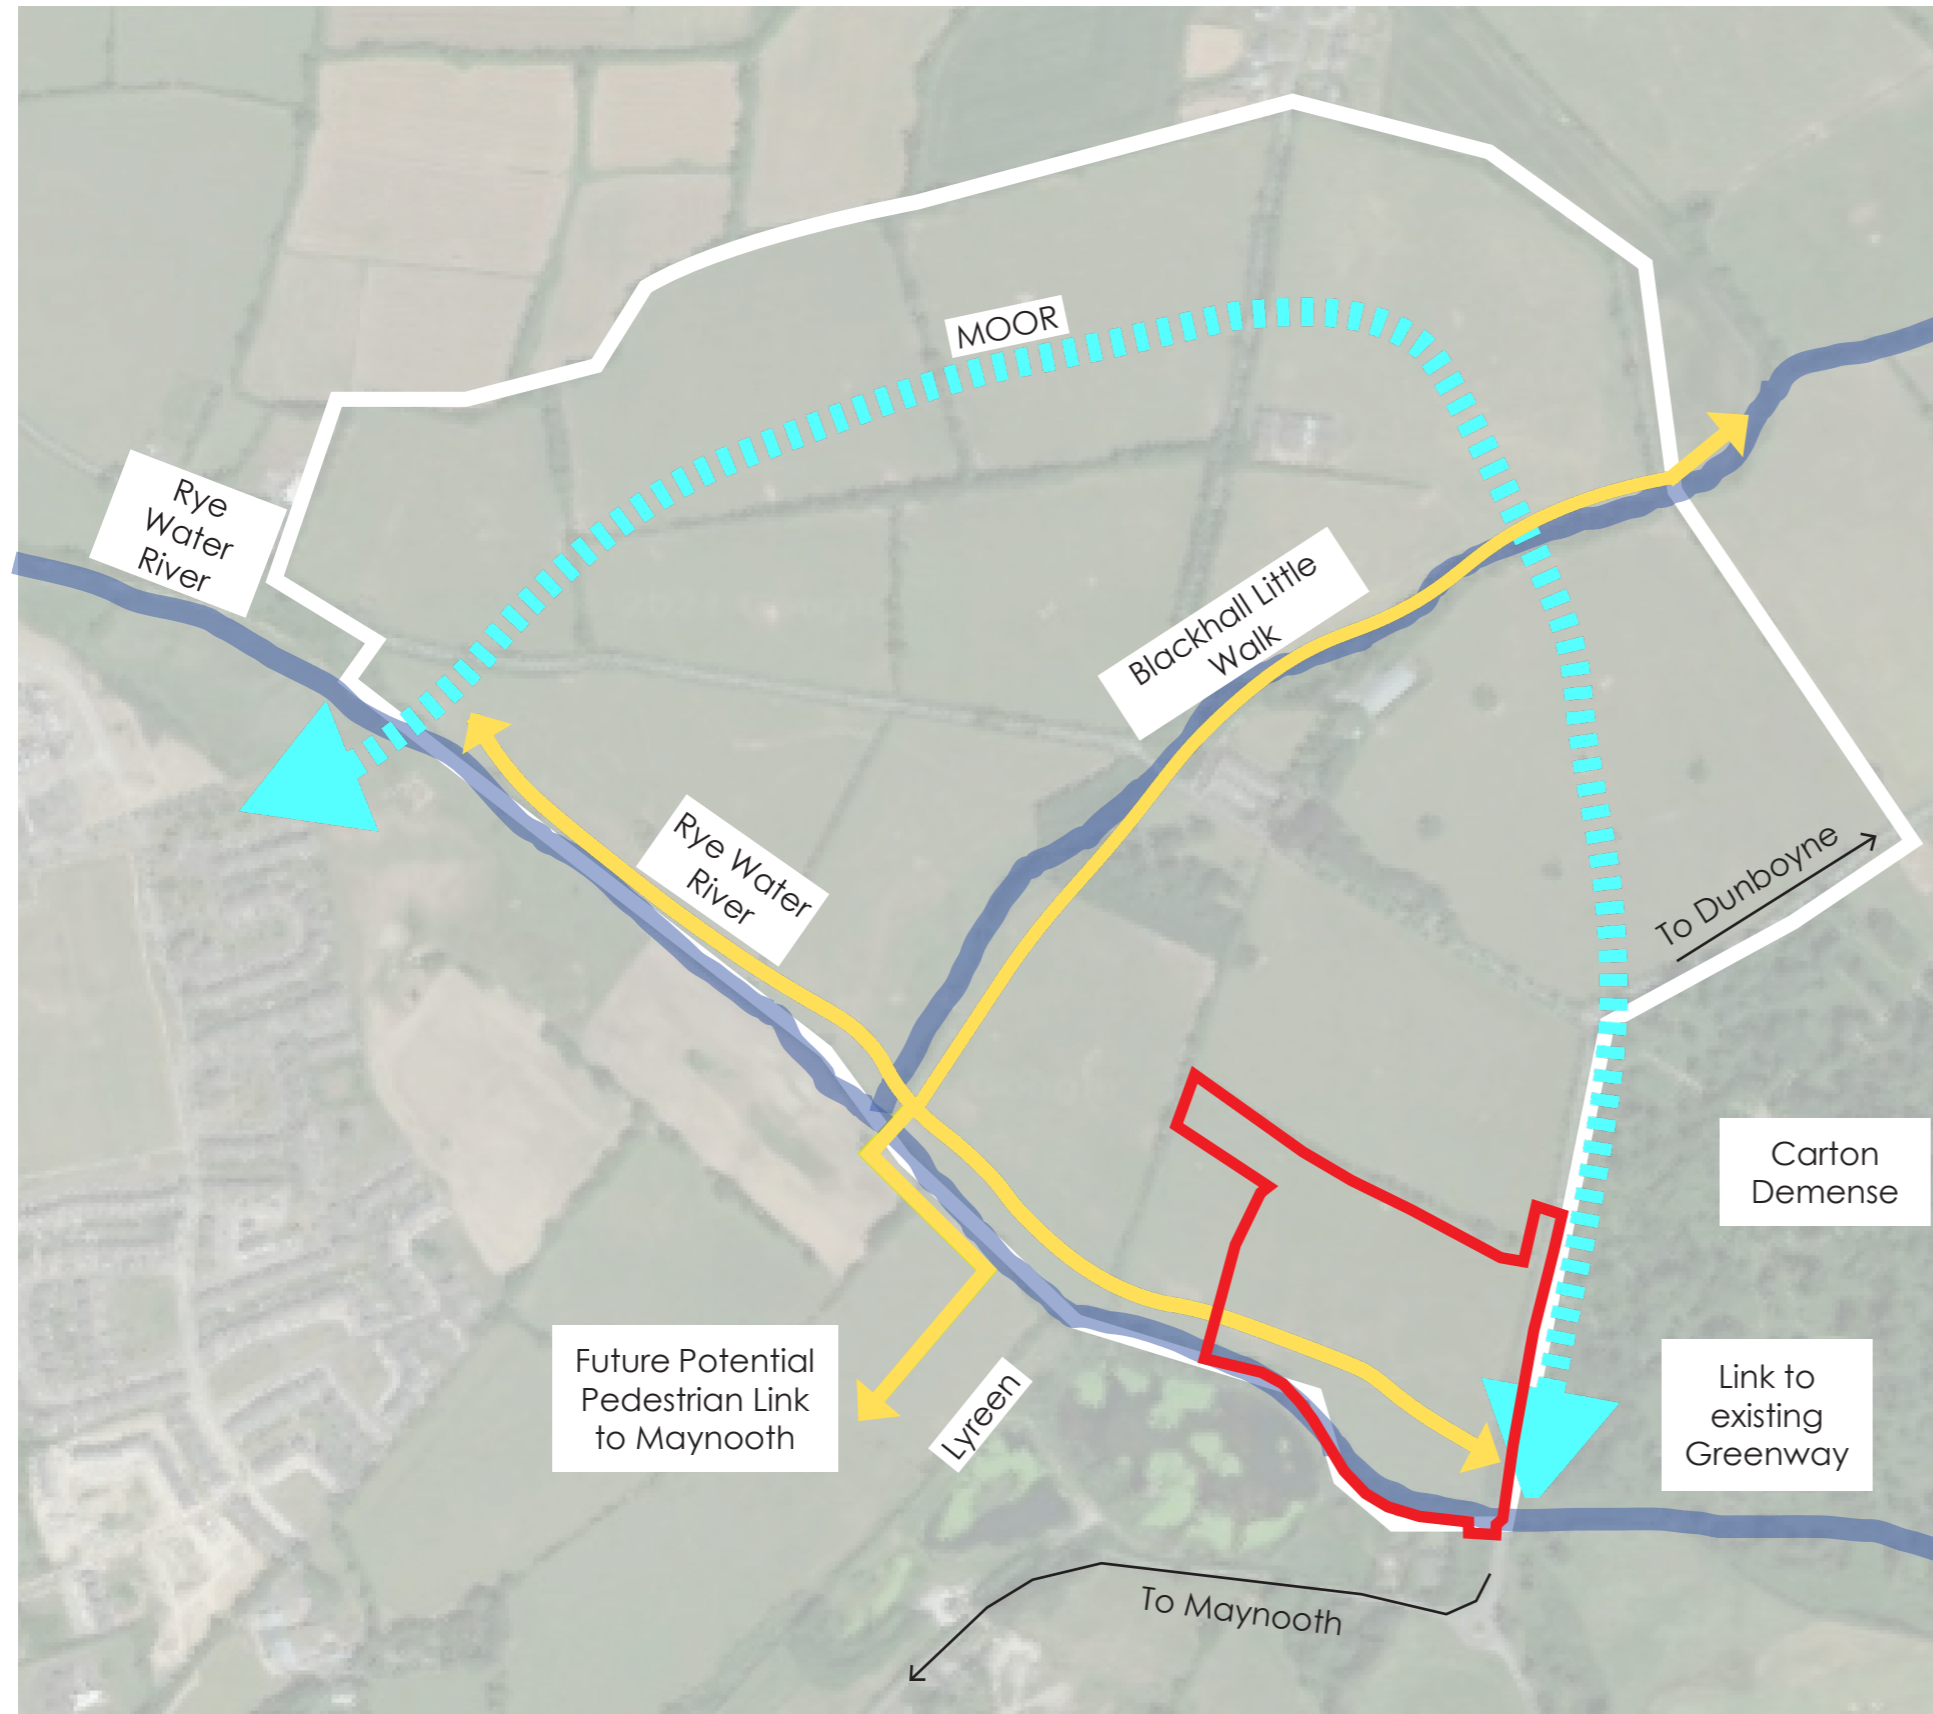 MOOR
Rye
Water
River
Blackhall Little
Walk
Rye Water
River
To Dunboyne
Carton
Demense
Future Potential
Pedestrian Link
to Maynooth
Lyreen
Link to
existing
Greenway
To Maynooth